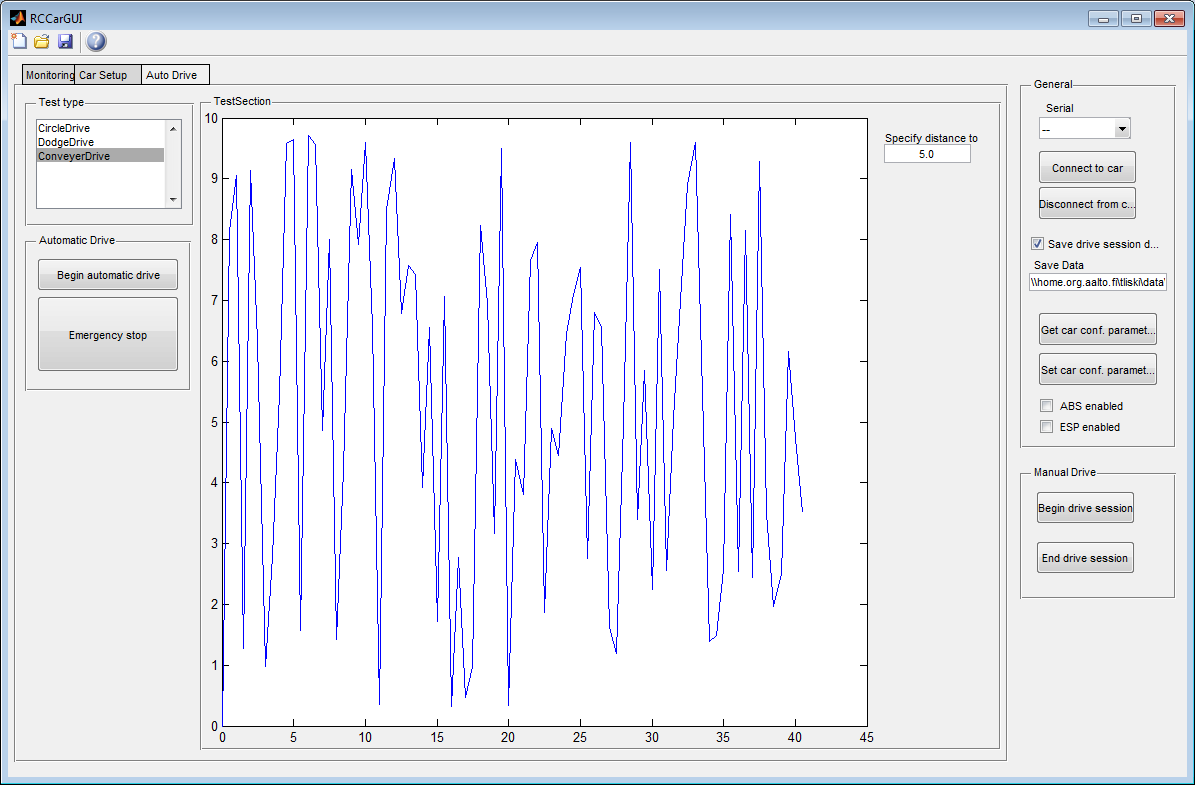 RCCarGUI
Monitoring
Car Setup
Auto Drive
Test type
CircleDrive
DodgeDrive
ConveyerDrive
Automatic Drive
Begin automatic drive
Emergency stop
TestSection
10
9
8
7
6
5
4
3
2
1
0
0 5 10 15 20 25 30 35 40 45
Specify distance to
5.0
General
Serial
--
Connect to car
Disconnect from c...
Save drive session d...
Save Data
\\home.org.aalto.fi\tliski\data\
Get car conf. paramet...
Set car conf. paramet...
ABS enabled
ESP enabled
Manual Drive
Begin drive session
End drive session